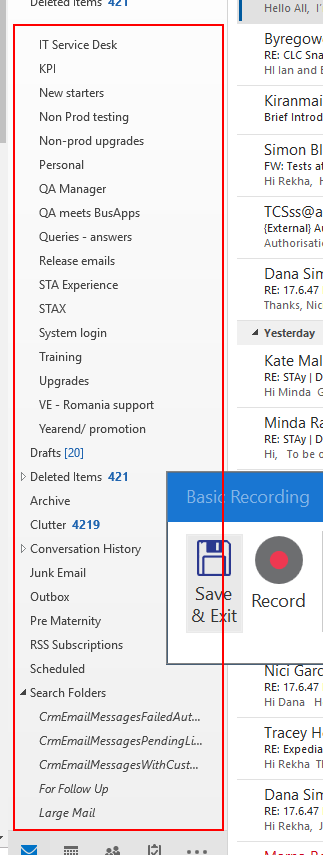 Deleted Items 421
IT Service Desk
KPI
New starters
Non Prod testing
Non-prod upgrades
Personal
QA Manager
QA meets BusApps
Queries - answers
Release emails
STA Experience
STAX
System login
Training
Upgrades
VE - Romania support
Yearend/ promotion
Drafts [20]
Deleted Items 421
Archive
Clutter 4219
Conversation History
Junk Email
Outbox
Pre Maternity
RSS Subscriptions
Scheduled
Search Folders
CrmEmailMessagesFailedAut...
CrmEmailMessagesPendingLi...
CrmEmailMessagesWithCust...
For Follow Up
Large Mail
Hello All, I'
Byregow
RE: CLC Sna
HI Ian and E
Kiranmai
Brief Introd
Simon Bl
FW: Tests at
Hi Rekha, H
TCSss@a
{External} Au
Authorisatio
Dana Sim
RE: 17.6.47
Thanks, Nic
Yesterday
Kate Mal
RE: STAy | D
Hi Minda G
Minda Ra
RE: STAy | D
Hi, To be o
Basic Recording
Save
& Exit
Record
Nici Gard
RE: 17.6.47
Hi Dana H
Tracey H
RE: Expedia
Hi Rekha Th
Dana Sim
RE: 17.6.47
Hi Rekha, J